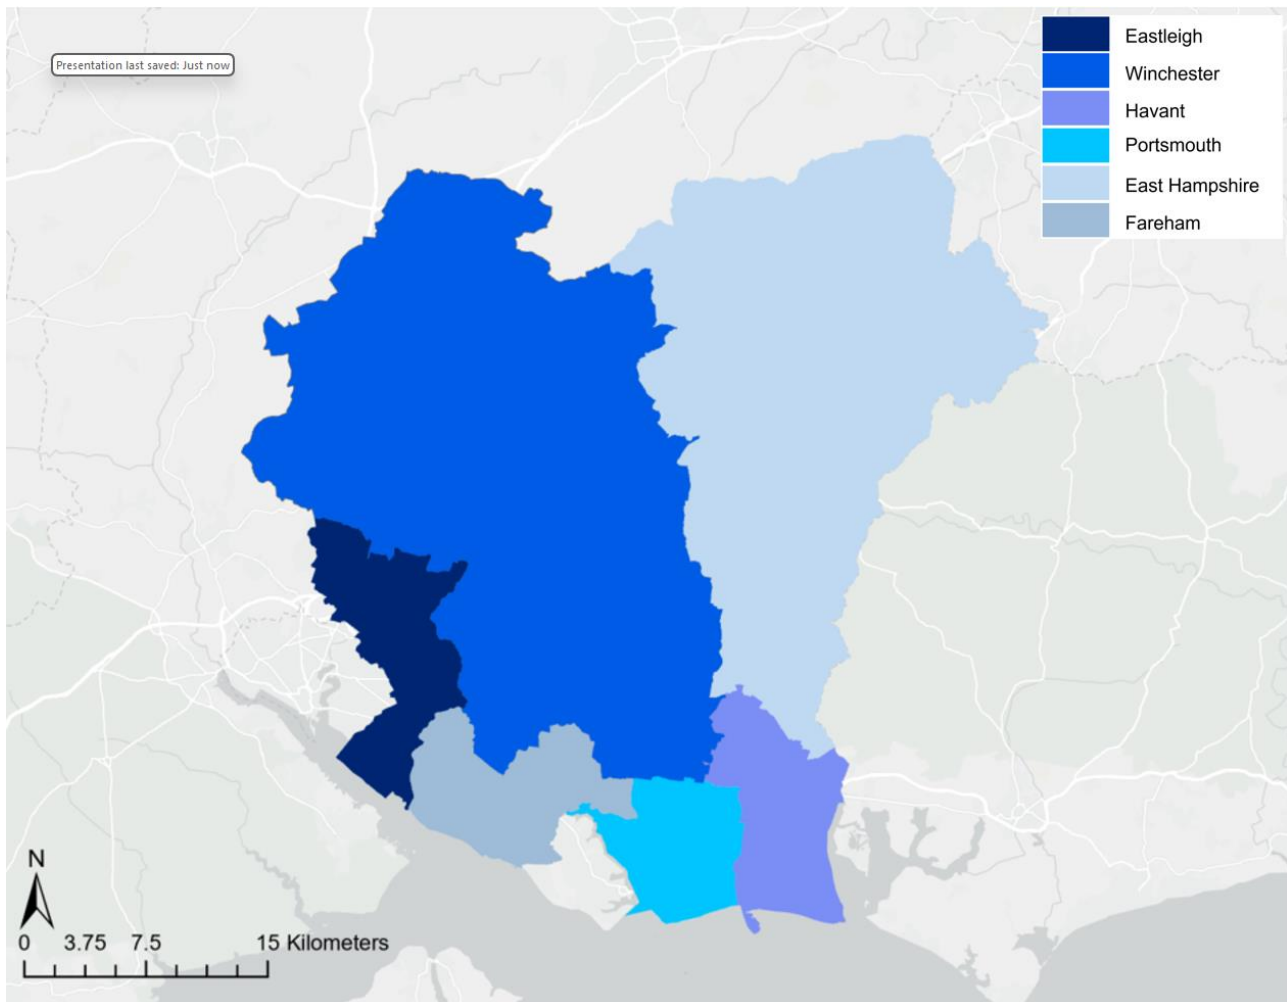 Presentation last saved: Just now
Eastleigh
Winchester
Havant
Portsmouth
East Hampshire
Fareham
N
0 3.75 7.5 15 Kilometers